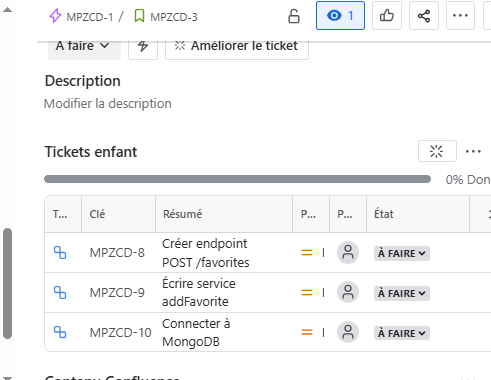 MPZCD-1 / MPZCD-3
1
À faire
Améliorer le ticket
Description
Modifier la description
Tickets enfant
0% Don
T... Clé Résumé P... P... État
MPZCD-8 Créer endpoint POST /favorites À FAIRE
MPZCD-9 Écrire service addFavorite À FAIRE
MPZCD-10 Connecter à MongoDB À FAIRE